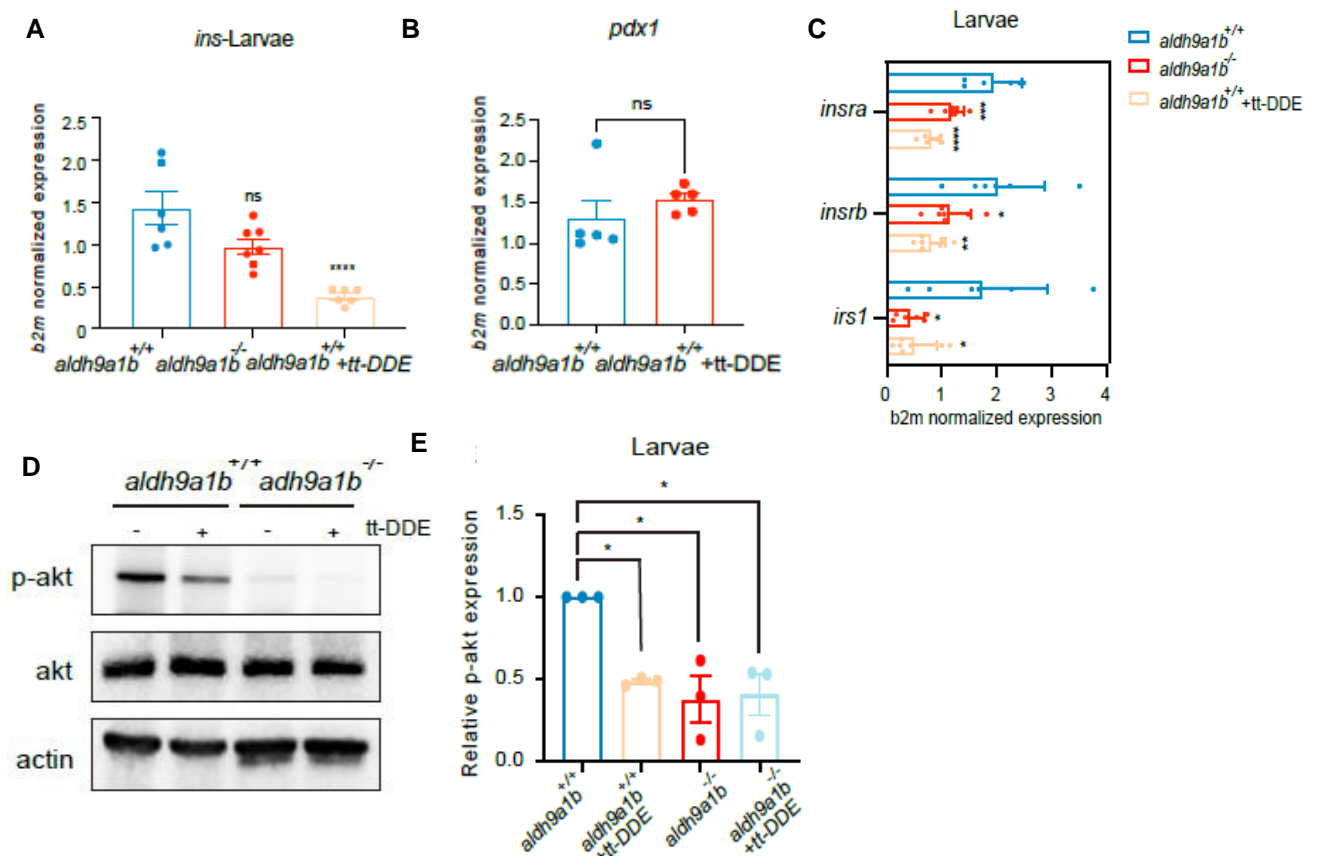 A
ins-Larvae
b2m normalized expression
2.5
2.0
1.5
1.0
0.5
0
ns
****
aldh9a1b+/+
aldh9a1b-/-
aldh9a1b+/+ +tt-DDE
B
pdx1
b2m normalized expression
2.5
2.0
1.5
1.0
0.5
0.0
ns
aldh9a1b+/+
aldh9a1b+/+ +tt-DDE
C
Larvae
insra
insrb
irs1
***
****
*
**
*
*
0 1 2 3 4
b2m normalized expression
aldh9a1b+/+
aldh9a1b-/-
aldh9a1b+/+ +tt-DDE
D
aldh9a1b+/+ adh9a1b-/-
- + - + tt-DDE
p-akt
akt
actin
E
Larvae
Relative p-akt expression
1.5
1.0
0.5
0.0
*
*
*
aldh9a1b+/+
aldh9a1b+/+ +tt-DDE
aldh9a1b-/-
aldh9a1b-/- +tt-DDE